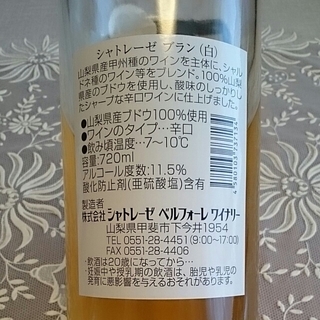 シャトレーゼ ブラン（白）
山梨県産甲州種のワインを主体に、シャル
ドネ種のワイン等をブレンド。100%山梨
県産のブドウを使用し、酸味のしっかりし
たシャープな辛口ワインに仕上げました。
●山梨県産ブドウ100%使用
●ワインのタイプ…辛口
●飲み頃温度…7～10℃
容量:720ml
アルコール度数:11.5%
酸化防止剤(亜硫酸塩)含有
製造者
株式会社 シャトレーゼ ベルフォーレ ワイナリー
山梨県甲斐市下今井1954
TEL 0551-28-4451(9:00～17:00)
FAX 0551-28-4406
・飲酒は20歳になってから…
・妊娠中や授乳期の飲酒は、胎児や乳児の
発育に悪影響を与えるおそれがあります。